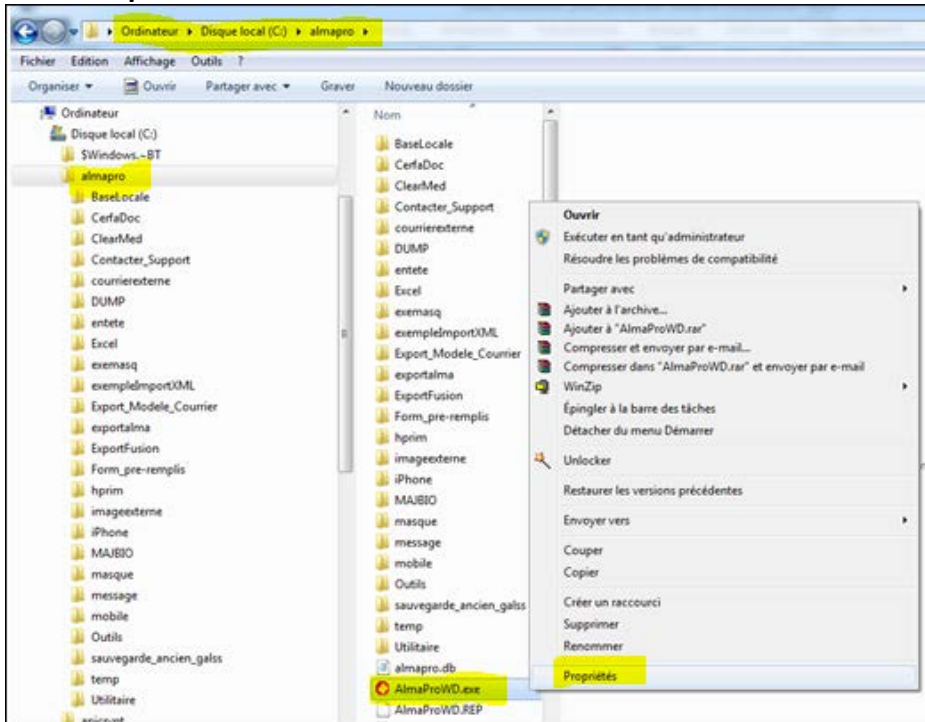 Ordinateur ▸ Disque local (C:) ▸ almapro ▸
Fichier Edition Affichage Outils ?
Organiser Ouvrir Partager avec Graver Nouveau dossier
Ordinateur
Disque local (C:)
$Windows.~BT
almapro
BaseLocale
CerfaDoc
ClearMed
Contacter_Support
courrierexterne
DUMP
entete
Excel
exemasq
exempleImportXML
Export_Modele_Courrier
exportalma
ExportFusion
Form_pre-remplis
hprim
imageexterne
iPhone
MAJBIO
masque
message
mobile
Outils
sauvegarde_ancien_galss
temp
Utilitaire
apicrypt
Nom
BaseLocale
CerfaDoc
ClearMed
Contacter_Support
courrierexterne
DUMP
entete
Excel
exemasq
exempleImportXML
Export_Modele_Courrier
exportalma
ExportFusion
Form_pre-remplis
hprim
imageexterne
iPhone
MAJBIO
masque
message
mobile
Outils
sauvegarde_ancien_galss
temp
Utilitaire
almapro.db
AlmaProWD.exe
AlmaProWD.REP
Ouvrir
Exécuter en tant qu'administrateur
Résoudre les problèmes de compatibilité
Partager avec
Ajouter à l'archive...
Ajouter à "AlmaProWD.rar"
Compresser et envoyer par e-mail...
Compresser dans "AlmaProWD.rar" et envoyer par e-mail
WinZip
Épingler à la barre des tâches
Détacher du menu Démarrer
Unlocker
Restaurer les versions précédentes
Envoyer vers
Couper
Copier
Créer un raccourci
Supprimer
Renommer
Propriétés